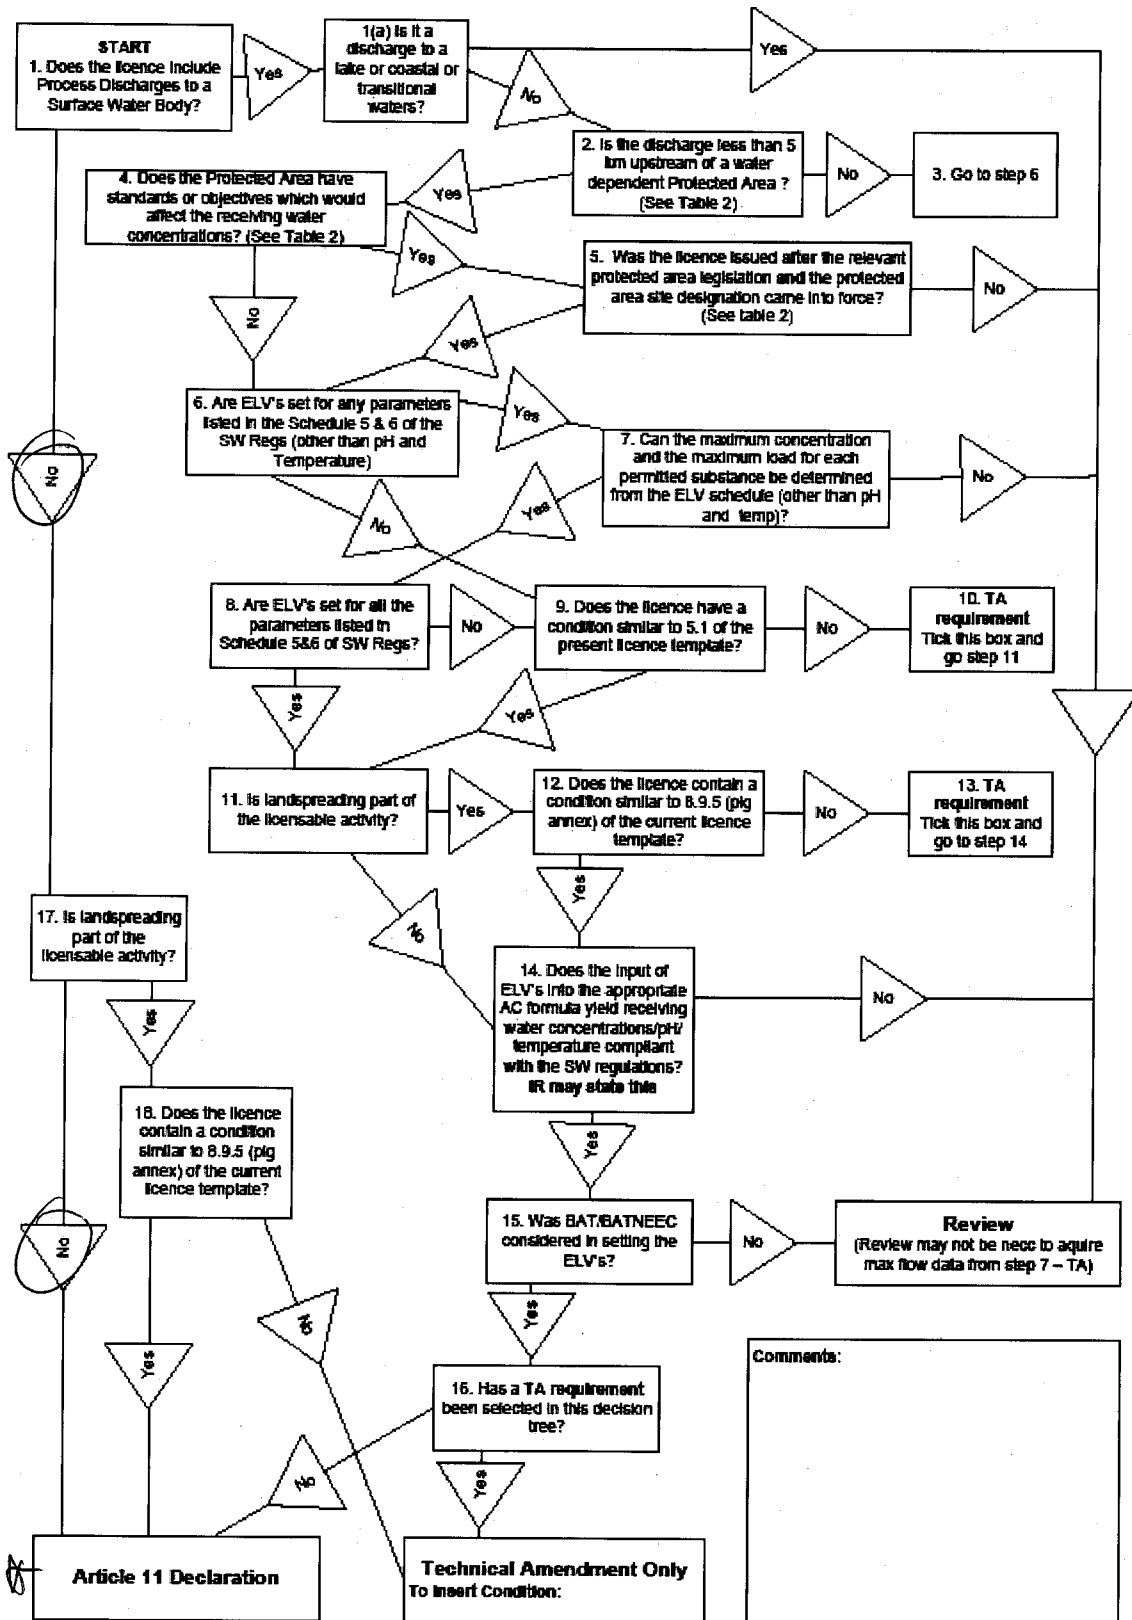 START
1. Does the licence include
Process Discharges to a
Surface Water Body?
Yes
1(a) Is it a
discharge to a
lake or coastal or
transitional
waters?
Yes
No
2. Is the discharge less than 5
km upstream of a water
dependent Protected Area ?
(See Table 2)
No
3. Go to step 6
Yes
4. Does the Protected Area have
standards or objectives which would
affect the receiving water
concentrations? (See Table 2)
Yes
No
5. Was the licence issued after the relevant
protected area legislation and the protected
area site designation came into force?
(See table 2)
No
Yes
6. Are ELV's set for any parameters
listed in the Schedule 5 & 6 of the
SW Regs (other than pH and
Temperature)
Yes
No
7. Can the maximum concentration
and the maximum load for each
permitted substance be determined
from the ELV schedule (other than pH
and temp)?
No
Yes
No
8. Are ELV's set for all the
parameters listed in
Schedule 5&6 of SW Regs?
No
Yes
9. Does the licence have a
condition similar to 5.1 of the
present licence template?
No
Yes
10. TA
requirement
Tick this box and
go step 11
11. Is landspreading part of
the licensable activity?
Yes
No
12. Does the licence contain a
condition similar to 8.9.5 (pig
annex) of the current licence
template?
No
Yes
13. TA
requirement
Tick this box and
go to step 14
14. Does the input of
ELV's into the appropriate
AC formula yield receiving
water concentrations/pH/
temperature compliant
with the SW regulations?
IR may state this
No
Yes
17. Is landspreading
part of the
licensable activity?
Yes
No
18. Does the licence
contain a condition
similar to 8.9.5 (pig
annex) of the current
licence template?
Yes
No
15. Was BAT/BATNEEC
considered in setting the
ELV's?
No
Yes
Review
(Review may not be necc to aquire
max flow data from step 7 – TA)
16. Has a TA requirement
been selected in this decision
tree?
No
Yes
Article 11 Declaration
Technical Amendment Only
To Insert Condition:
Comments: